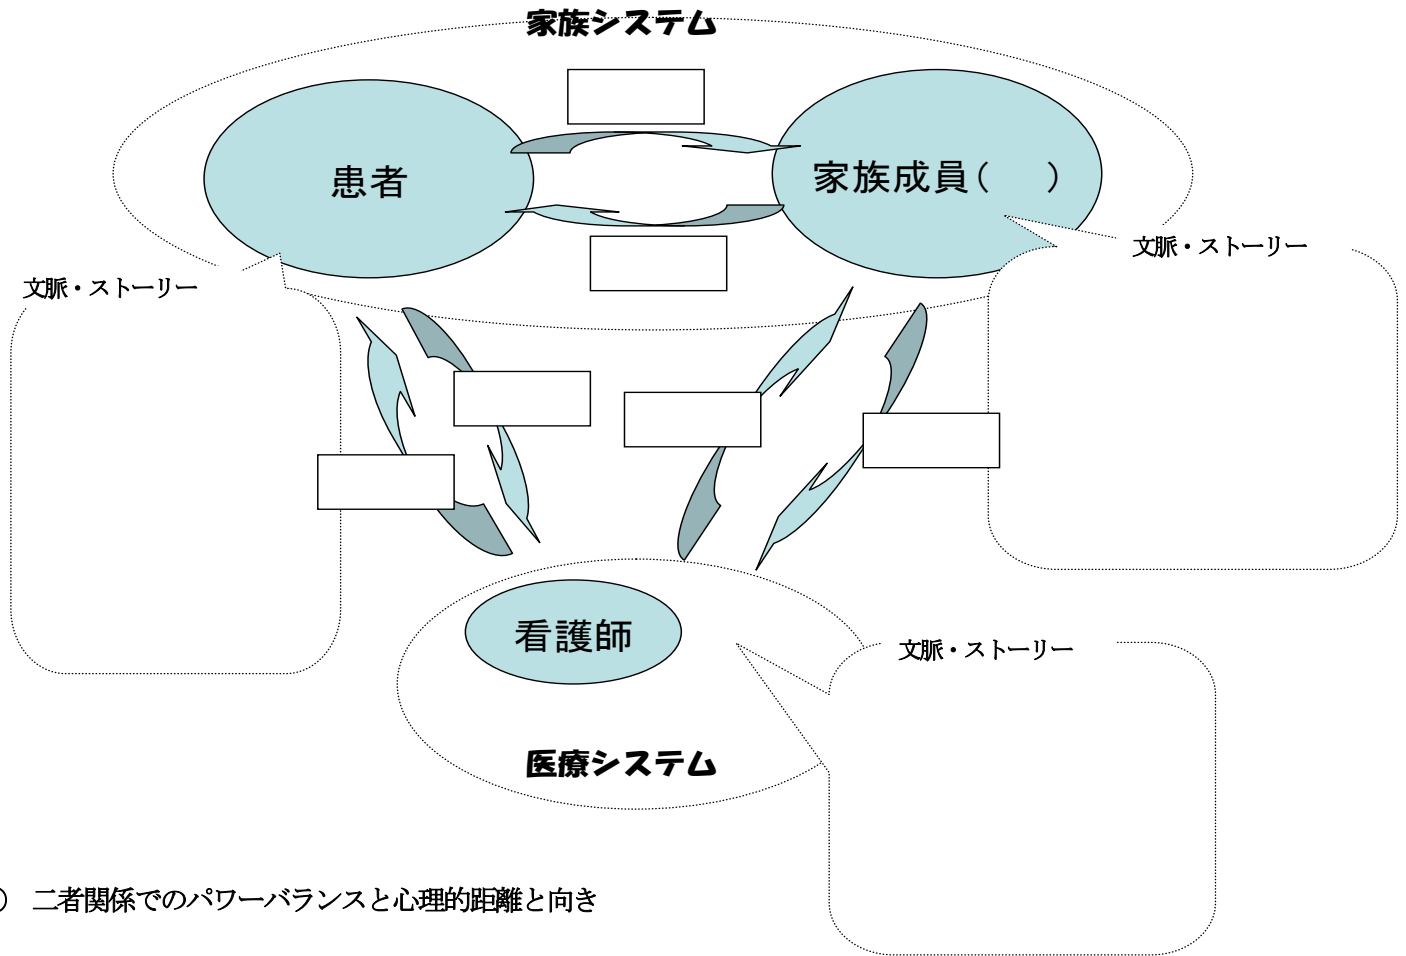 家族システム
患者
家族成員(　　)
文脈・ストーリー
文脈・ストーリー
看護師
文脈・ストーリー
医療システム
) 二者関係でのパワーバランスと心理的距離と向き